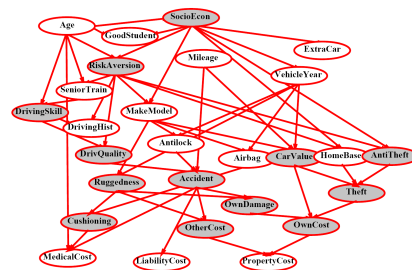 SocioEcon
Age
GoodStudent
ExtraCar
Mileage
RiskAversion
VehicleYear
SeniorTrain
DrivingSkill
MakeModel
DrivingHist
Antilock
DrivQuality
Airbag
CarValue
HomeBase
AntiTheft
Ruggedness
Accident
Theft
OwnDamage
Cushioning
OtherCost
OwnCost
MedicalCost
LiabilityCost
PropertyCost